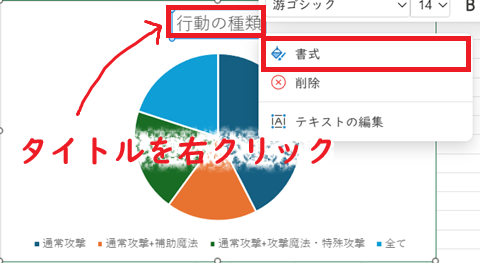 游ゴシック
14
B
行動の種類
書式
削除
テキストの編集
タイトルを右クリック
通常攻撃 通常攻撃+補助魔法 通常攻撃+攻撃魔法・特殊攻撃 全て